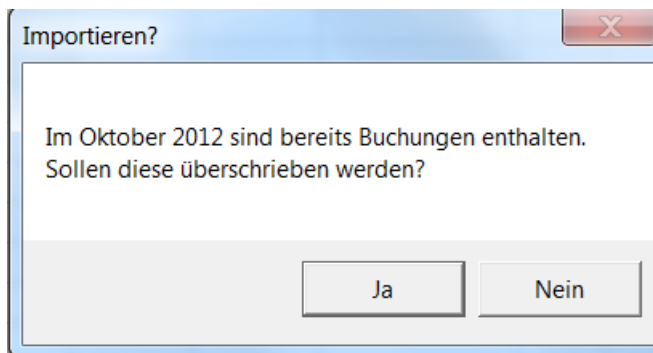 Importieren?
Im Oktober 2012 sind bereits Buchungen enthalten.
Sollen diese überschrieben werden?
Ja
Nein